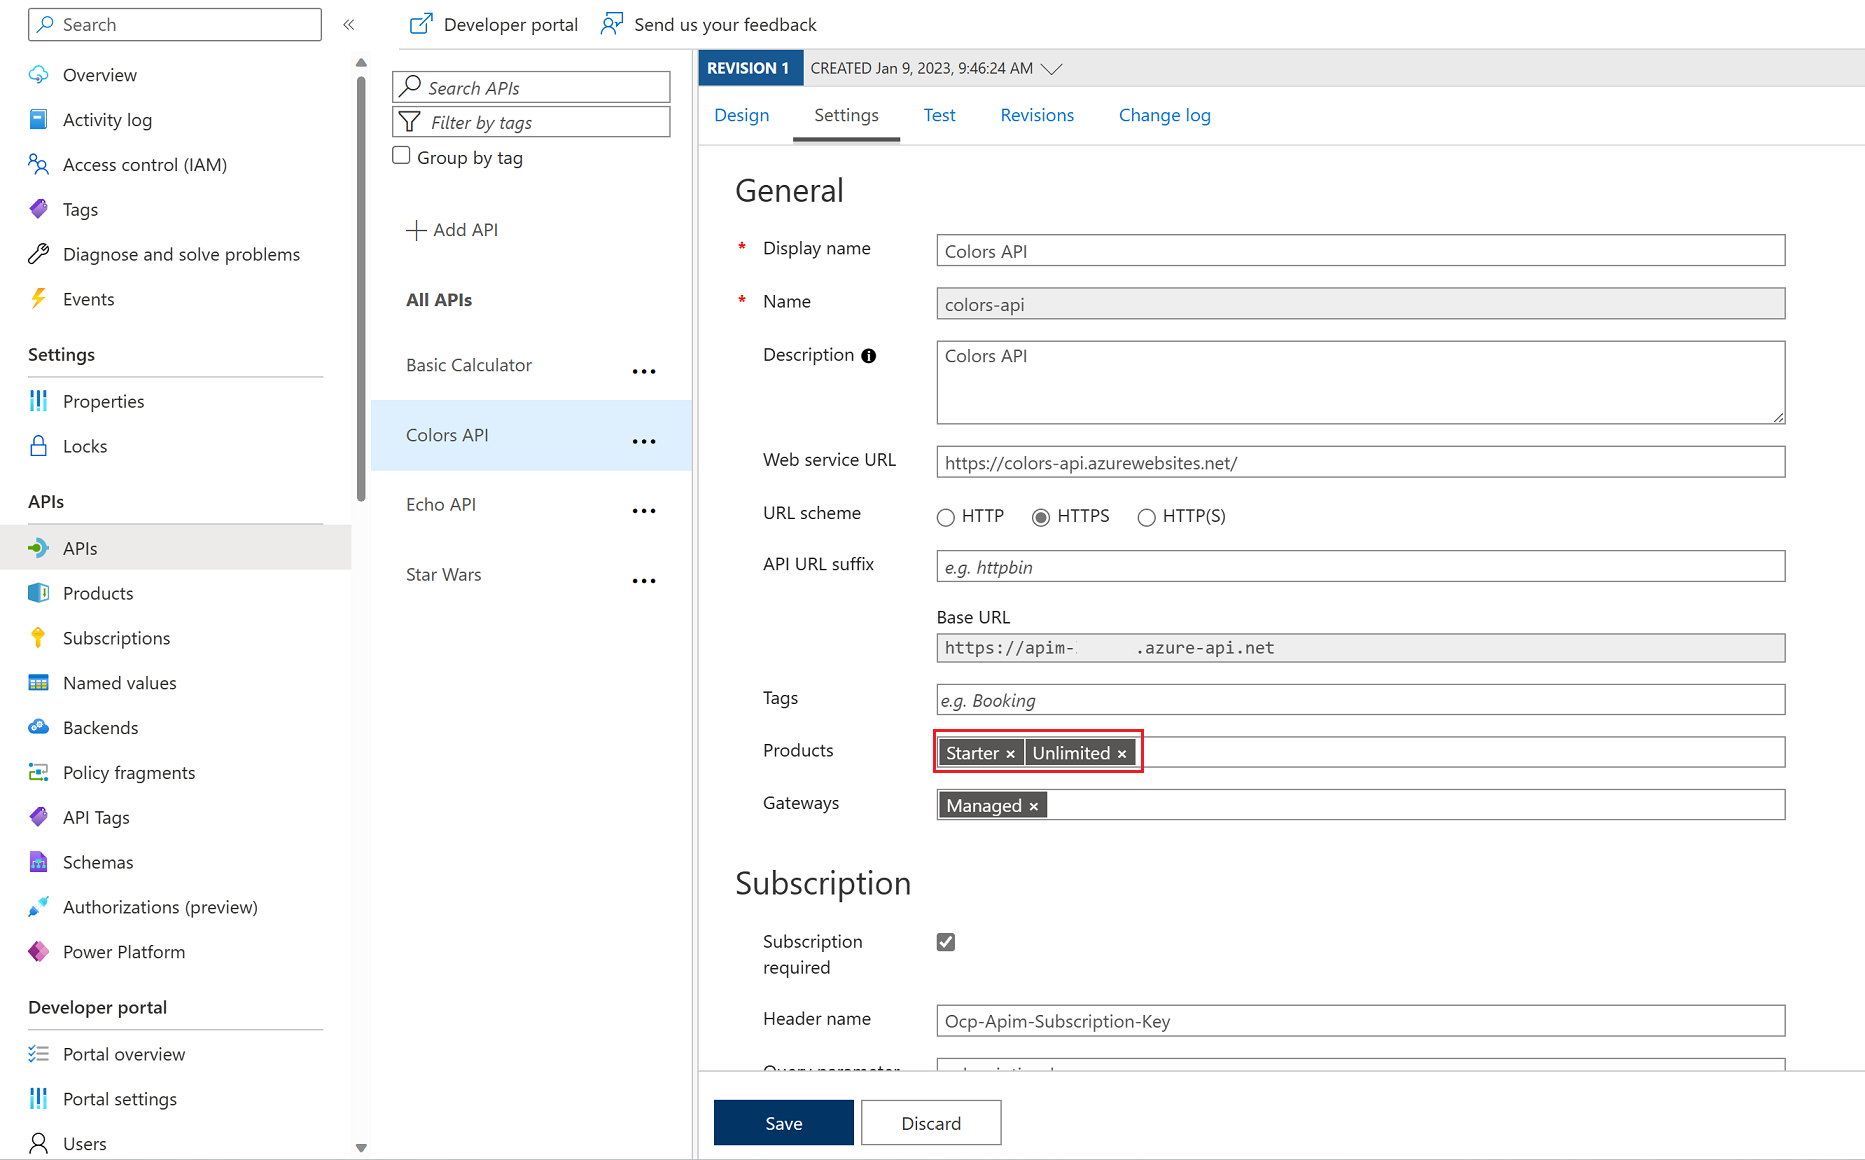 Search
«
Overview
Activity log
Access control (IAM)
Tags
Diagnose and solve problems
Events
Settings
Properties
Locks
APIs
APIs
Products
Subscriptions
Named values
Backends
Policy fragments
API Tags
Schemas
Authorizations (preview)
Power Platform
Developer portal
Portal overview
Portal settings
Users
Developer portal
Send us your feedback
Search APIs
Filter by tags
Group by tag
Add API
All APIs
Basic Calculator ...
Colors API ...
Echo API ...
Star Wars ...
REVISION 1 CREATED Jan 9, 2023, 9:46:24 AM
Design Settings Test Revisions Change log
General
* Display name Colors API
* Name colors-api
Description Colors API
Web service URL https://colors-api.azurewebsites.net/
URL scheme HTTP HTTPS HTTP(S)
API URL suffix e.g. httpbin
Base URL
https://apim- .azure-api.net
Tags e.g. Booking
Products Starter × Unlimited ×
Gateways Managed ×
Subscription
Subscription
required
Header name Ocp-Apim-Subscription-Key
Query parameter
Save Discard